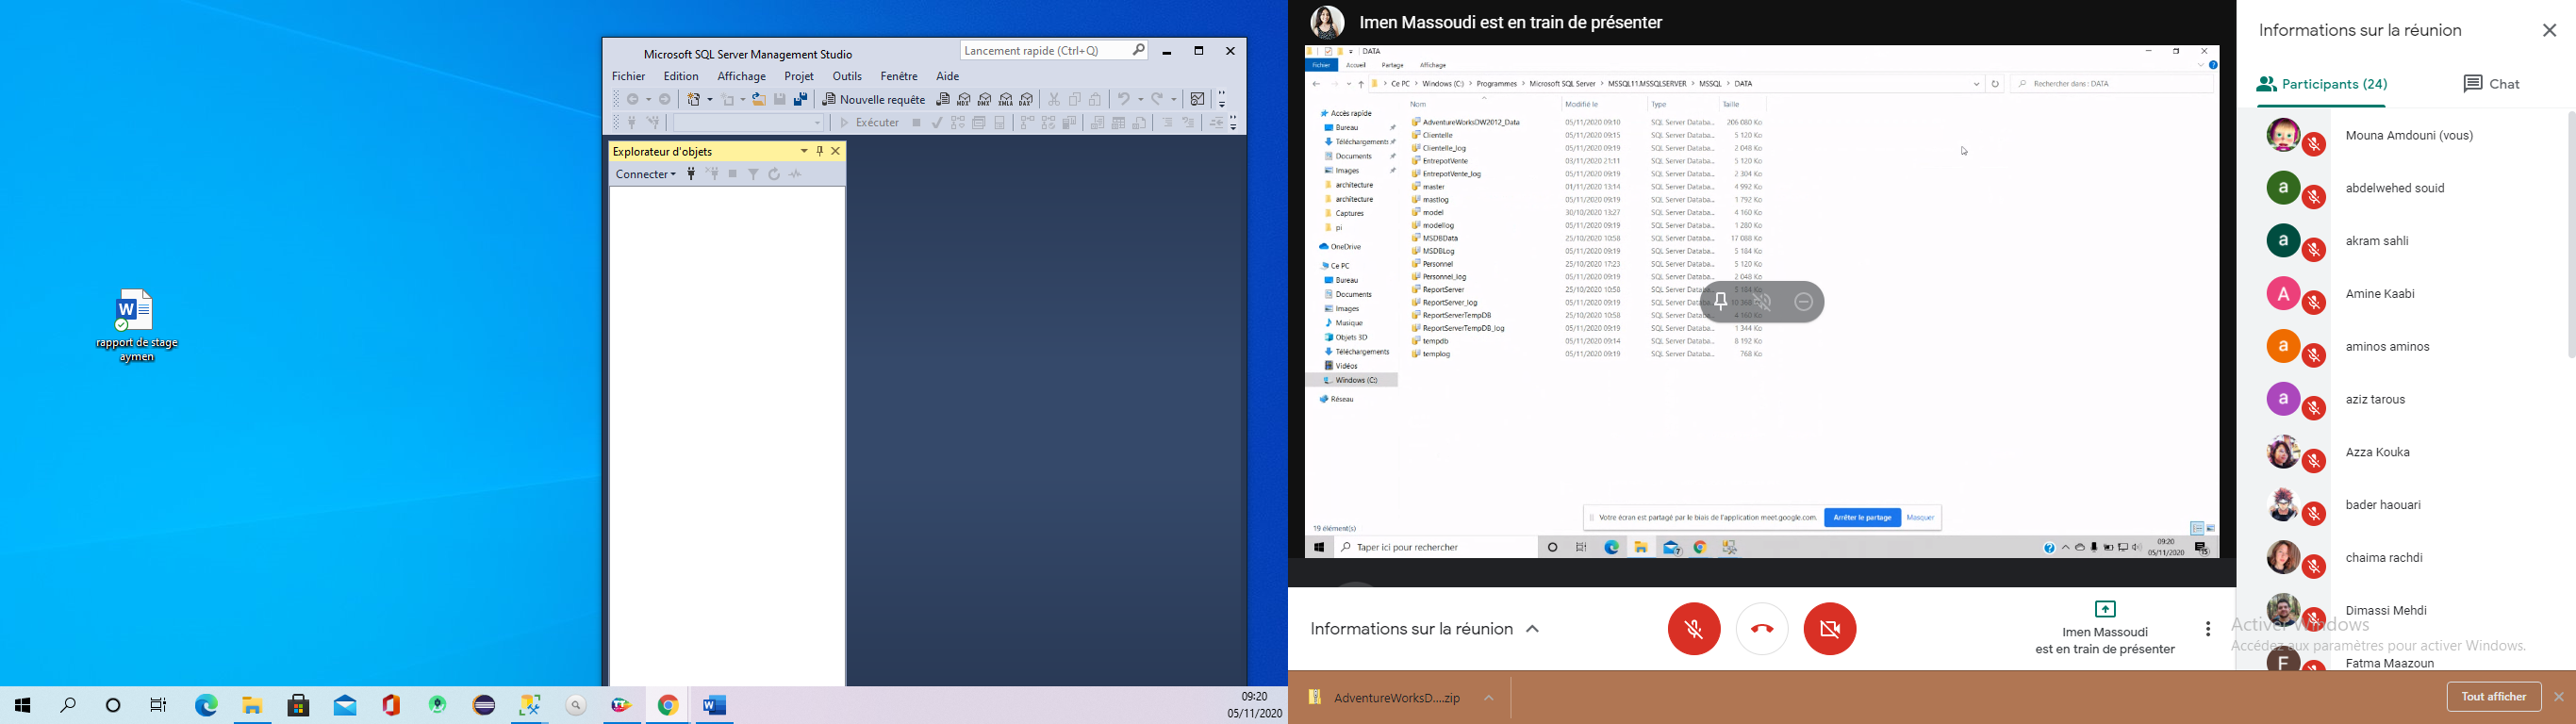 rapport de stage
aymen
Microsoft SQL Server Management Studio
Lancement rapide (Ctrl+Q)
Fichier Edition Affichage Projet Outils Fenêtre Aide
Nouvelle requête
MDX DMX XMLA DAX
Exécuter
Explorateur d'objets
Connecter
09:20
05/11/2020
Imen Massoudi est en train de présenter
DATA
Fichier Accueil Partage Affichage
Ce PC > Windows (C:) > Programmes > Microsoft SQL Server > MSSQL11.MSSQLSERVER > MSSQL > DATA
Rechercher dans : DATA
Accès rapide
Bureau
Téléchargements
Documents
Images
architecture
architecture
Captures
pi
OneDrive
Ce PC
Bureau
Documents
Images
Musique
Objets 3D
Téléchargements
Vidéos
Windows (C:)
Réseau
Nom Modifié le Type Taille
AdventureWorksDW2012_Data 05/11/2020 09:10 SQL Server Databa... 206 080 Ko
Clientelle 05/11/2020 09:15 SQL Server Databa... 5 120 Ko
Clientelle_log 05/11/2020 09:19 SQL Server Databa... 2 048 Ko
EntrepotVente 03/11/2020 21:11 SQL Server Databa... 5 120 Ko
EntrepotVente_log 05/11/2020 09:19 SQL Server Databa... 2 304 Ko
master 01/11/2020 13:14 SQL Server Databa... 4 992 Ko
mastlog 05/11/2020 09:19 SQL Server Databa... 1 792 Ko
model 30/10/2020 13:27 SQL Server Databa... 4 160 Ko
modellog 05/11/2020 09:19 SQL Server Databa... 1 280 Ko
MSDBData 25/10/2020 10:58 SQL Server Databa... 17 088 Ko
MSDBLog 05/11/2020 09:19 SQL Server Databa... 5 184 Ko
Personnel 25/10/2020 17:23 SQL Server Databa... 5 120 Ko
Personnel_log 05/11/2020 09:19 SQL Server Databa... 2 048 Ko
ReportServer 25/10/2020 10:58 SQL Server Databa...
ReportServer_log 05/11/2020 09:19 SQL Server Databa...
ReportServerTempDB 25/10/2020 10:58 SQL Server Databa... 4 160 Ko
ReportServerTempDB_log 05/11/2020 09:19 SQL Server Databa... 1 344 Ko
tempdb 05/11/2020 09:14 SQL Server Databa... 8 192 Ko
templog 05/11/2020 09:19 SQL Server Databa... 768 Ko
19 élément(s)
Votre écran est partagé par le biais de l'application meet.google.com. Arrêter le partage Masquer
Taper ici pour rechercher
09:20
05/11/2020
Informations sur la réunion
Imen Massoudi
est en train de présenter
Informations sur la réunion
Participants (24) Chat
Mouna Amdouni (vous)
a abdelwehed souid
a akram sahli
A Amine Kaabi
a aminos aminos
a aziz tarous
Azza Kouka
bader haouari
chaima rachdi
Dimassi Mehdi
F Fatma Maazoun
Activer Windows
Accédez aux paramètres pour activer Windows.
AdventureWorksD....zip
Tout afficher